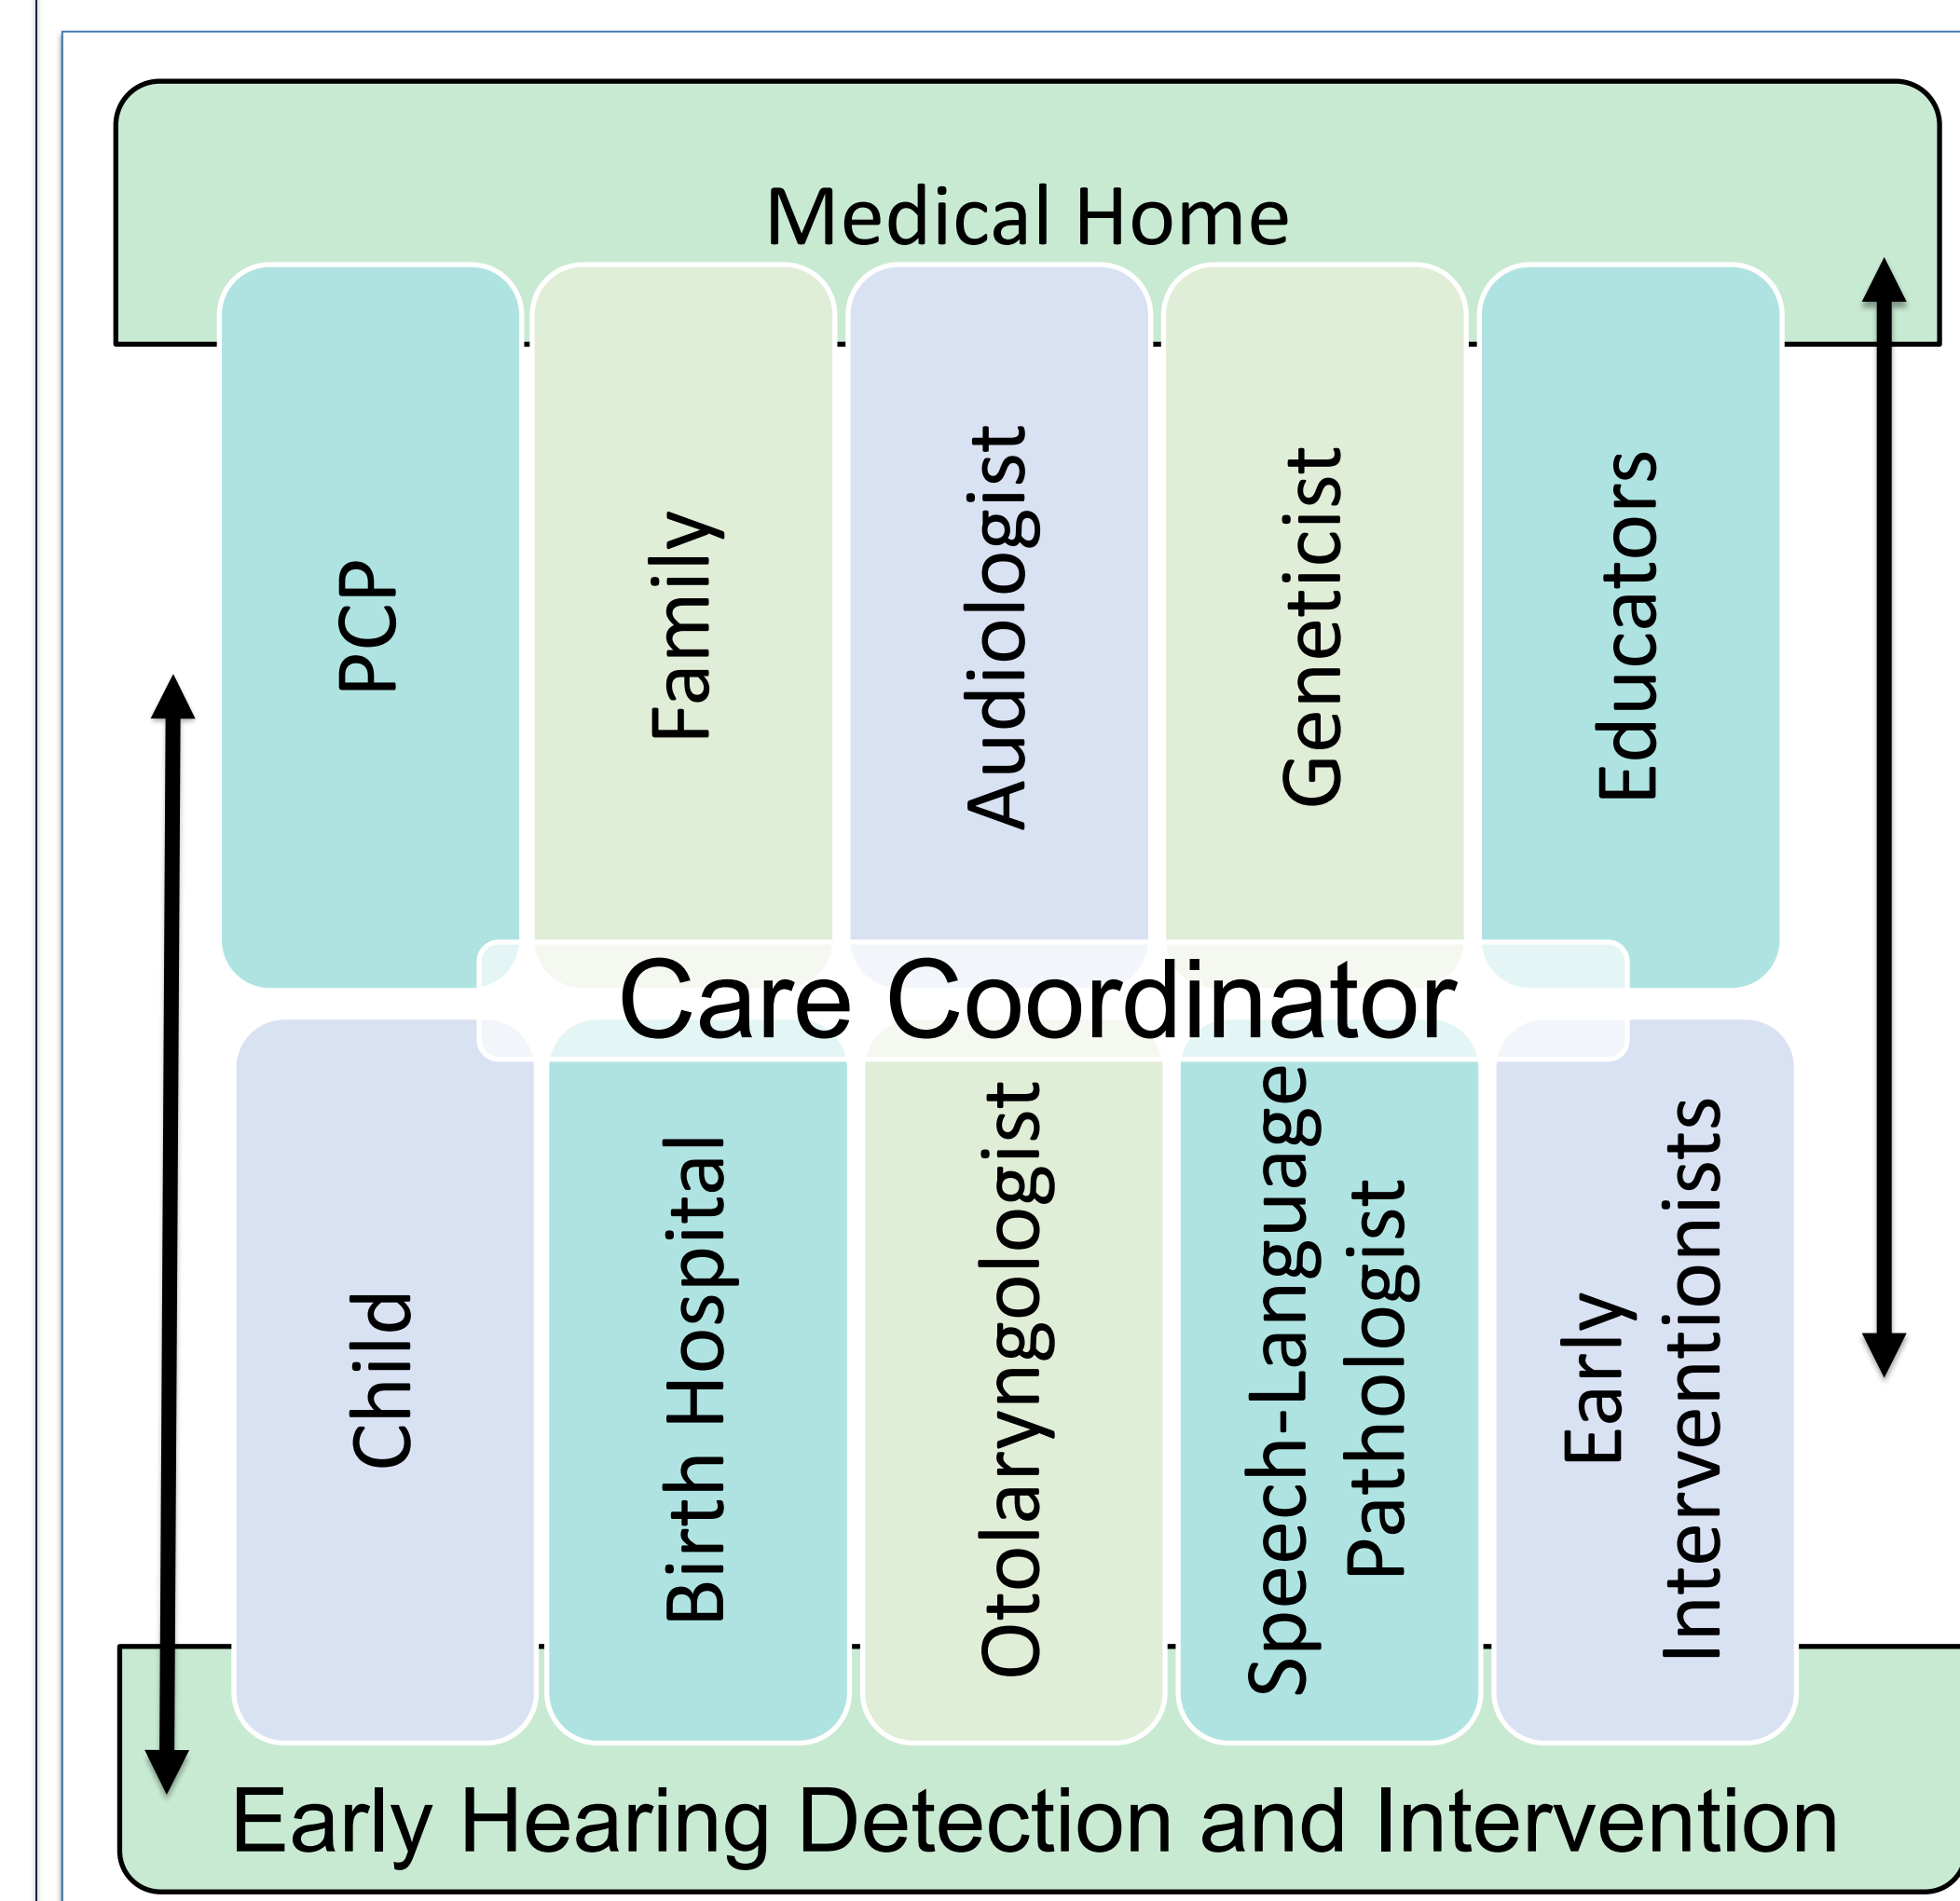 Medical Home
PCP
Family
Audiologist
Geneticist
Educators
Care Coordinator
Child
Birth Hospital
Otolaryngologist
Speech-Language
Pathologist
Early
Interventionists
Early Hearing Detection and Intervention